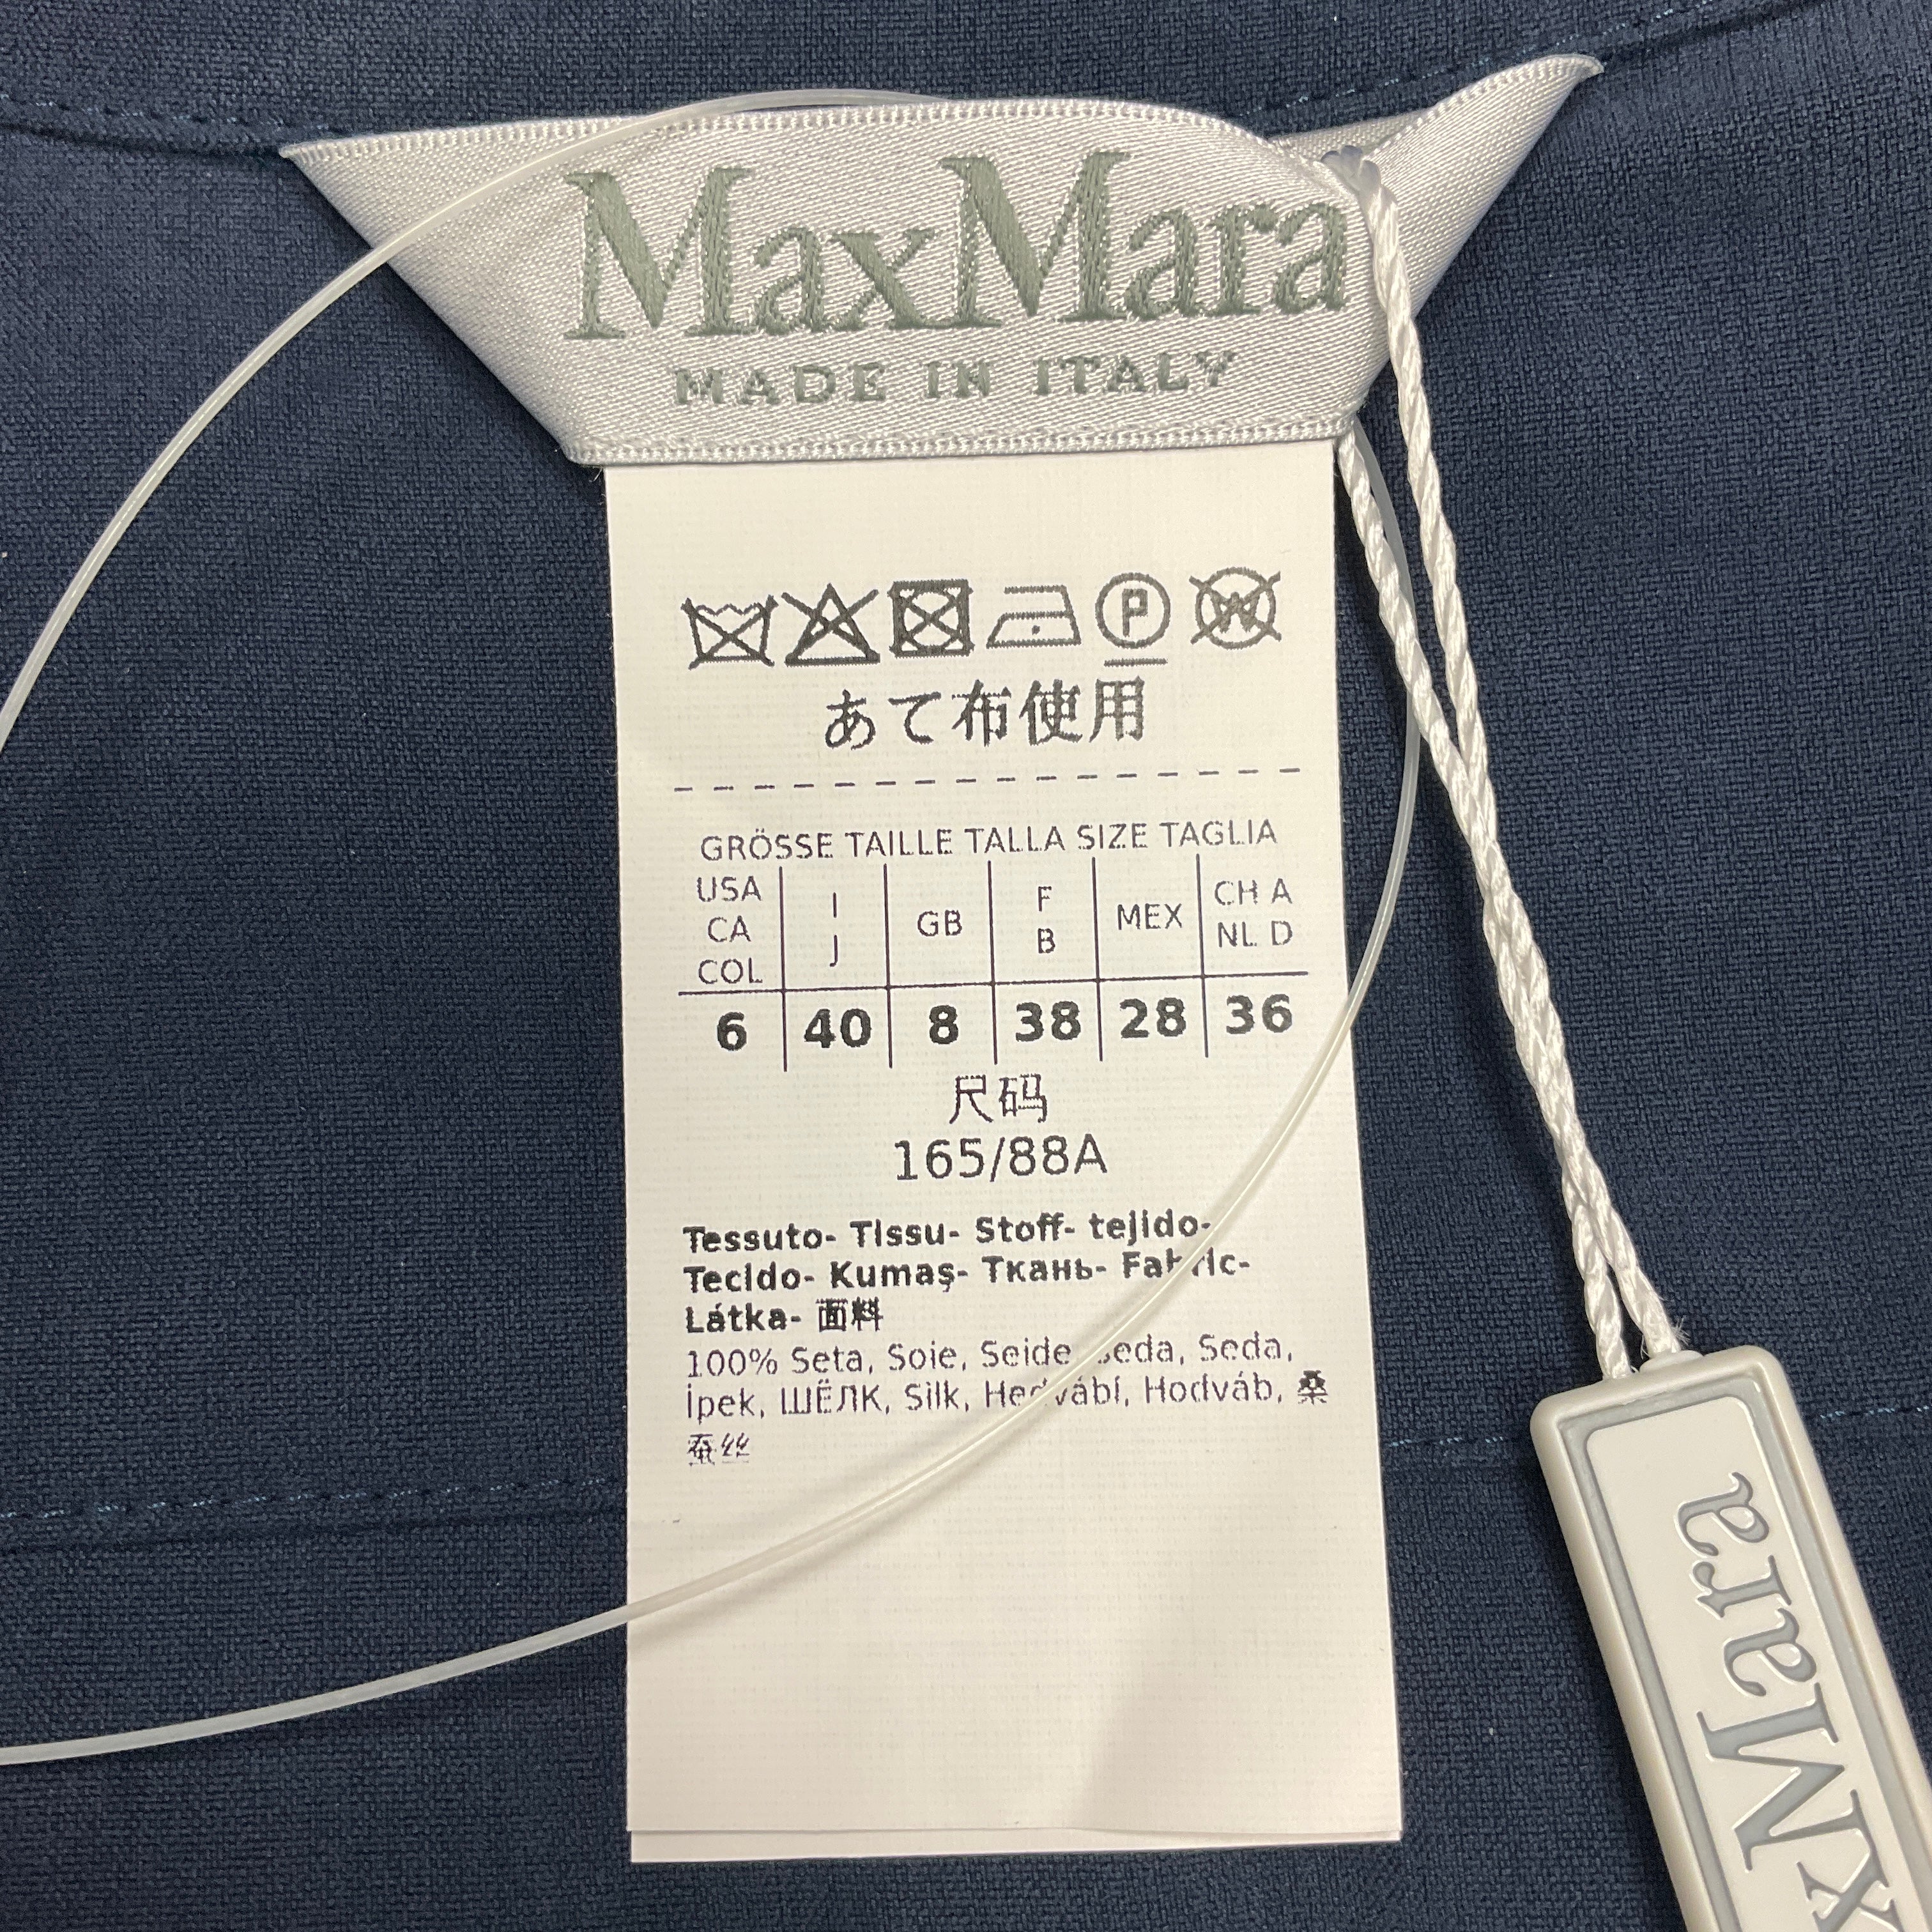 MaxMara
MADE IN ITALY
P W
あて布使用
GRÖSSE TAILLE TALLA SIZE TAGLIA
USA CA COL I J GB F B MEX CH A NL D
6 40 8 38 28 36
尺码
165/88A
Tessuto- Tissu- Stoff- tejido-
Tecido- Kumaş- Ткань- Fabric-
Látka- 面料
100% Seta, Soie, Seide, Seda, Seda,
İpek, ШЁЛК, Silk, Hedvábí, Hodváb, 桑
蚕丝
MaxMara